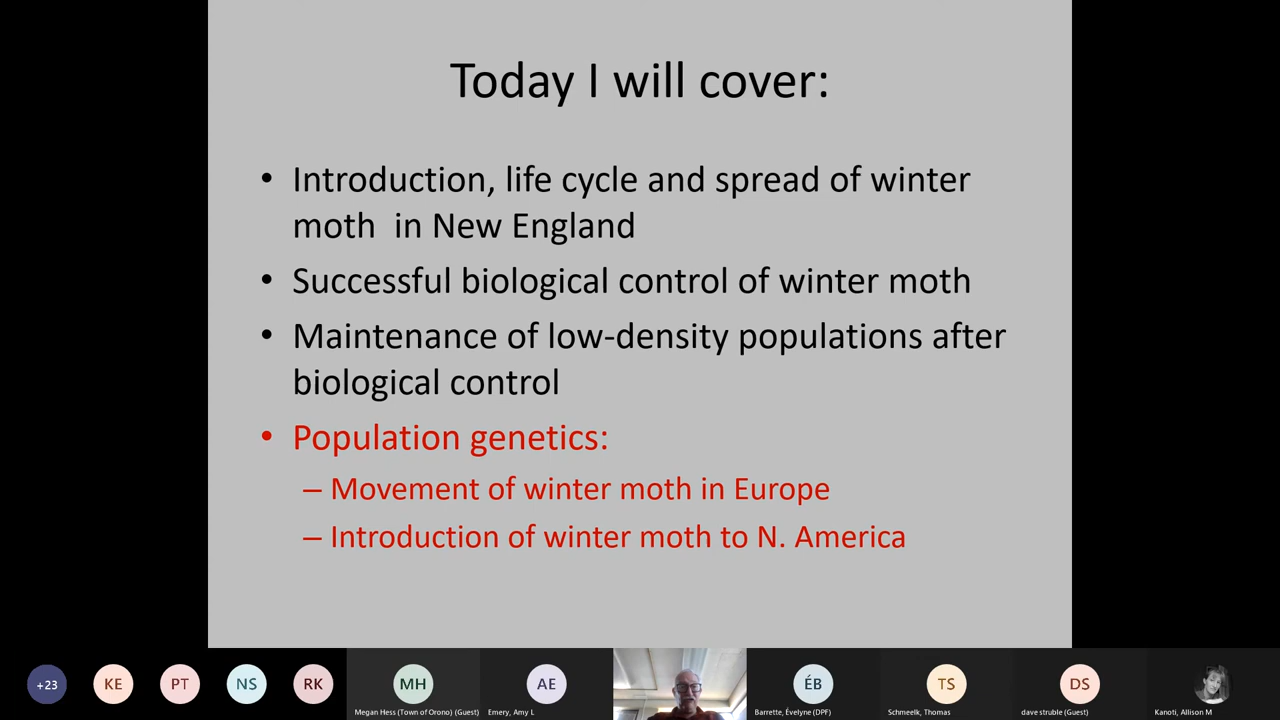 Today I will cover:
• Introduction, life cycle and spread of winter
moth  in New England
• Successful biological control of winter moth
• Maintenance of low-density populations after
biological control
• Population genetics:
– Movement of winter moth in Europe
– Introduction of winter moth to N. America
+23
KE
PT
NS
RK
MH
Megan Hess (Town of Orono) (Guest)
AE
Emery, Amy L
ÉB
Barrette, Évelyne (DPF)
TS
Schmeelk, Thomas
DS
dave struble (Guest)
Kanoti, Allison M